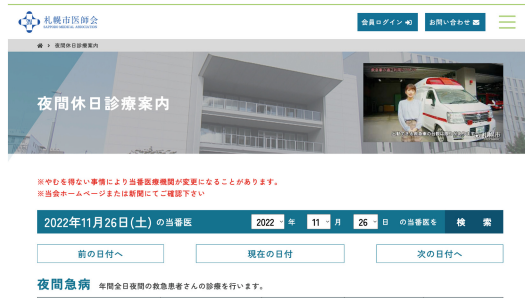 札幌市医師会
SAPPORO MEDICAL ASSOCIATION
会員ログイン
お問い合わせ
夜間休日診療案内
夜間休日診療案内
※やむを得ない事情により当番医療機関が変更になることがあります。
※当会ホームページまたは新聞にてご確認下さい
2022年11月26日(土) の当番医 2022 年 11 月 26 日 の当番医を 検 索
前の日付へ 現在の日付 次の日付へ
夜間急病 年間全日夜間の救急患者さんの診療を行います。